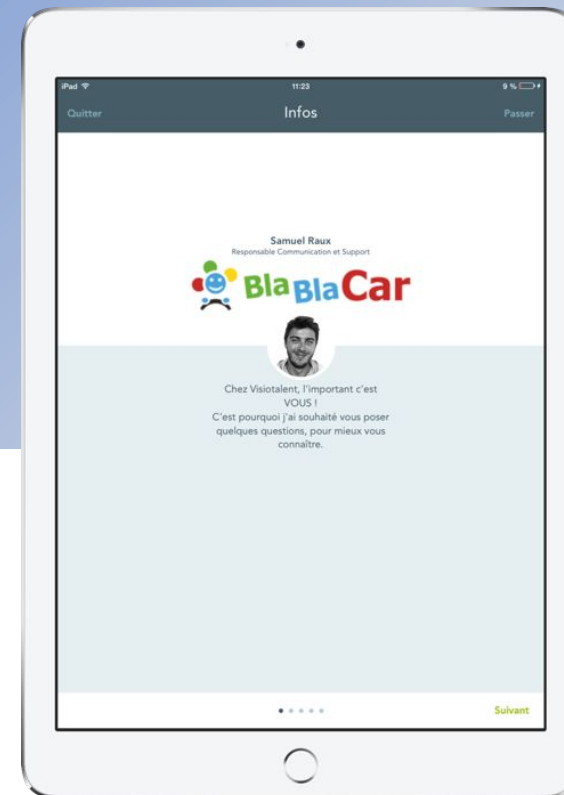 iPad 11:23 9 %
Quitter Infos Passer
Samuel Raux
Responsable Communication et Support
BlaBlaCar
Chez Visiotalent, l'important c'est
VOUS !
C'est pourquoi j'ai souhaité vous poser
quelques questions, pour mieux vous
connaître.
Suivant